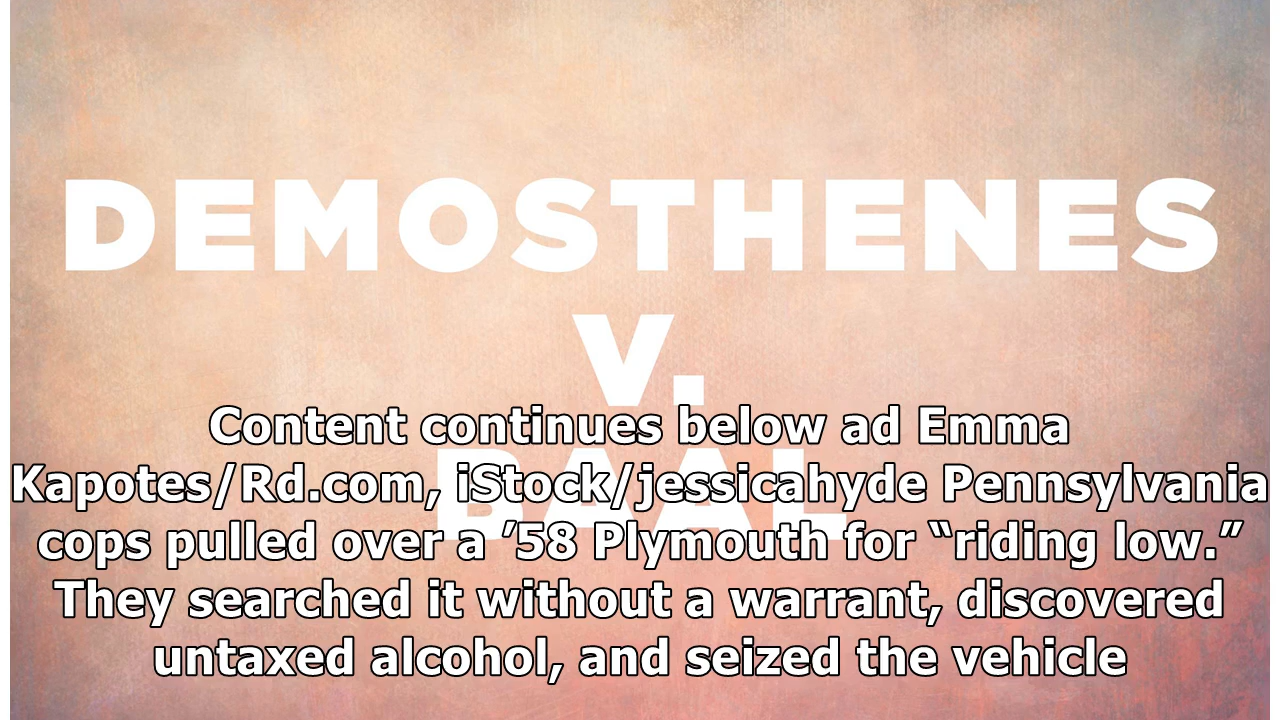 DEMOSTHENES
V.
BAAL
Content continues below ad Emma
Kapotes/Rd.com, iStock/jessicahyde Pennsylvania
cops pulled over a ’58 Plymouth for “riding low.”
They searched it without a warrant, discovered
untaxed alcohol, and seized the vehicle